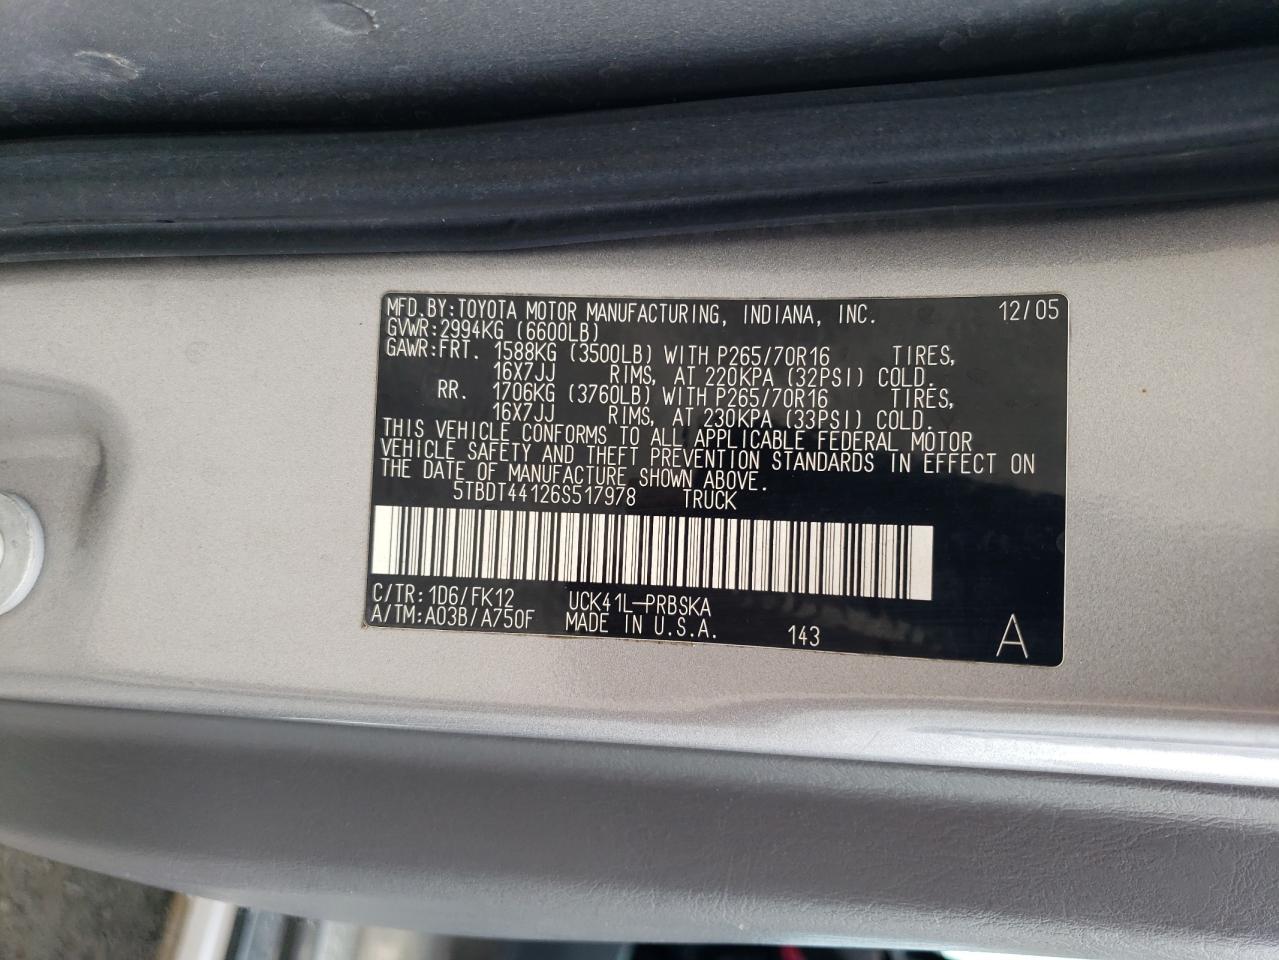 MFD.BY:TOYOTA MOTOR MANUFACTURING, INDIANA, INC. 12/05
GVWR:2994KG (6600LB)
GAWR:FRT. 1588KG (3500LB) WITH P265/70R16 TIRES,
16X7JJ RIMS, AT 220KPA (32PSI) COLD.
RR. 1706KG (3760LB) WITH P265/70R16 TIRES,
16X7JJ RIMS, AT 230KPA (33PSI) COLD.
THIS VEHICLE CONFORMS TO ALL APPLICABLE FEDERAL MOTOR
VEHICLE SAFETY AND THEFT PREVENTION STANDARDS IN EFFECT ON
THE DATE OF MANUFACTURE SHOWN ABOVE.
5TBDT44126S517978 TRUCK
C/TR:1D6/FK12 UCK41L-PRBSKA
A/TM:A03B/A750F MADE IN U.S.A. 143 A